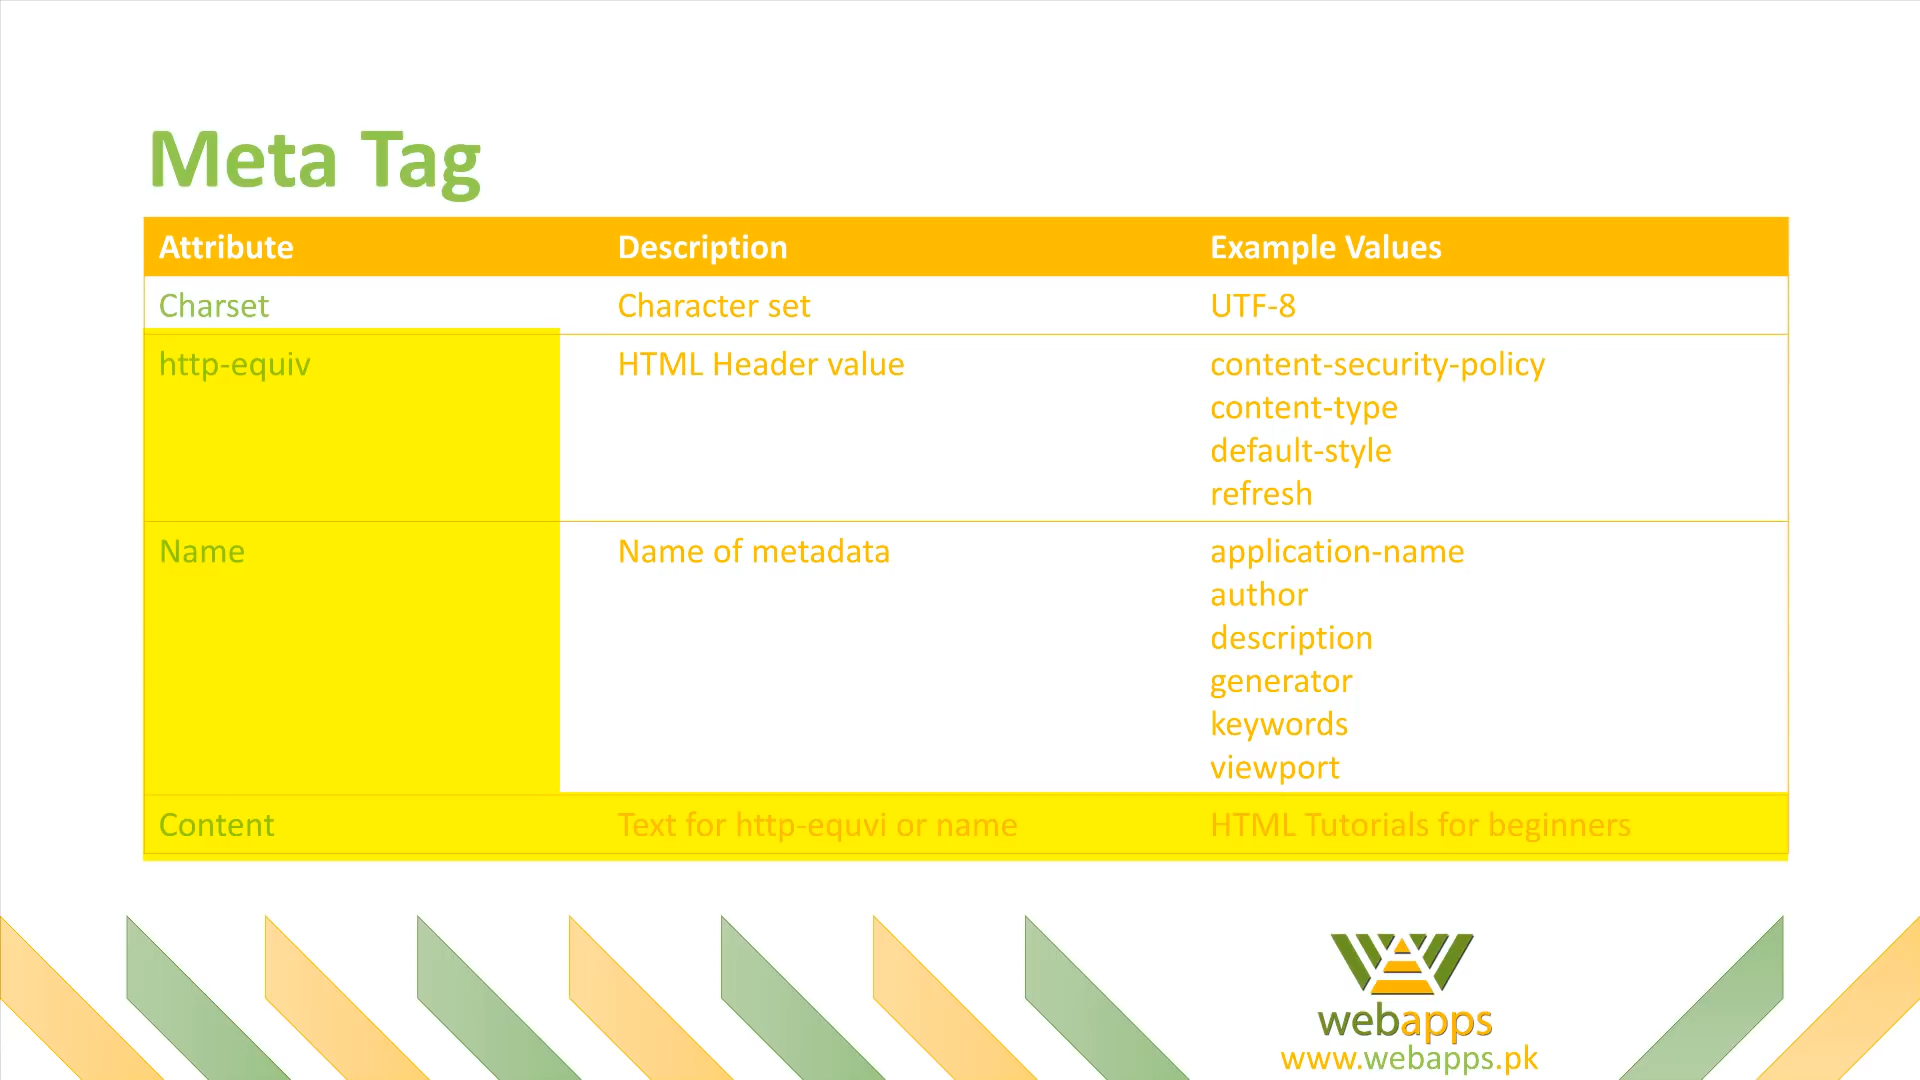 Meta Tag
Attribute Description Example Values
Charset Character set UTF-8
http-equiv HTML Header value content-security-policy
content-type
default-style
refresh
Name Name of metadata application-name
author
description
generator
keywords
viewport
Content Text for http-equvi or name HTML Tutorials for beginners
webapps
www.webapps.pk